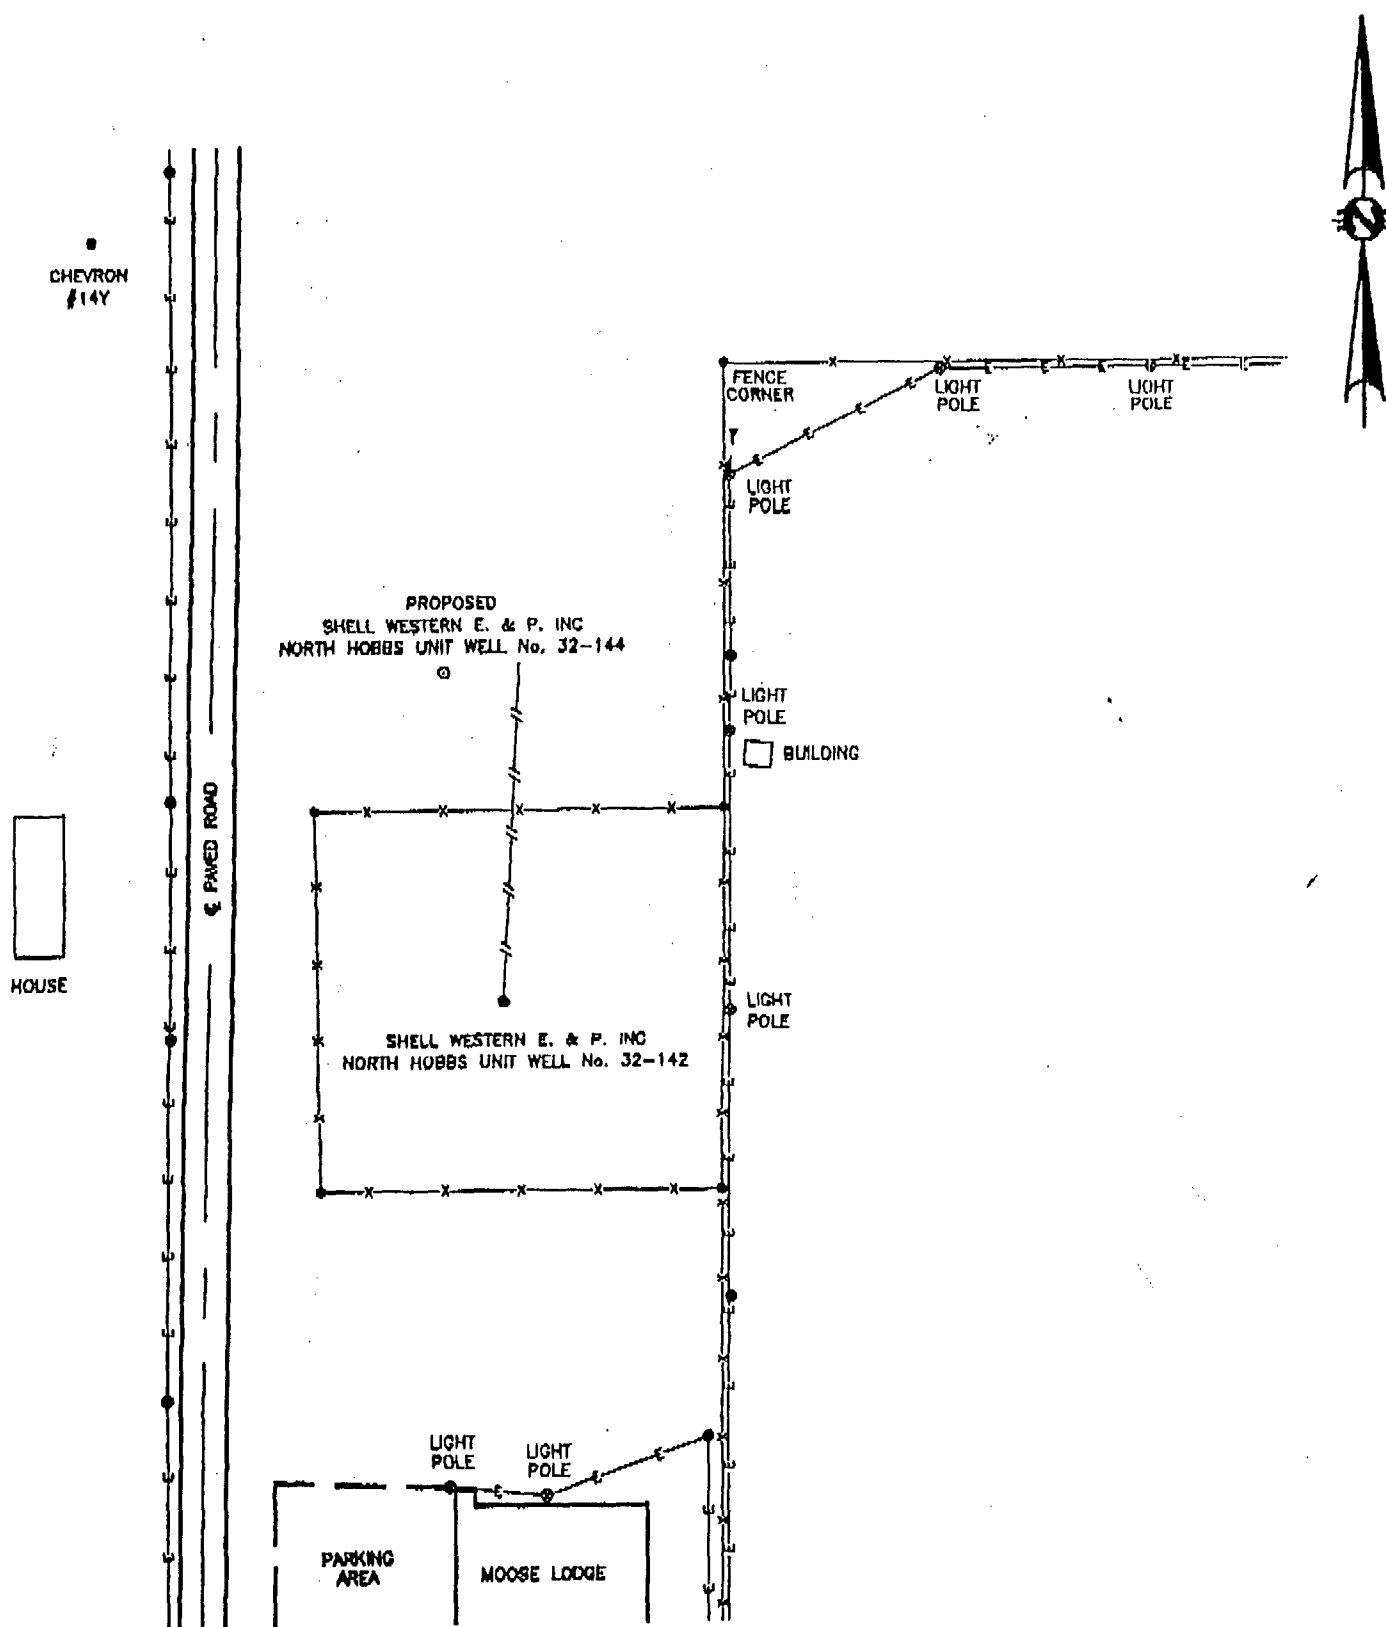 CHEVRON
#14Y
FENCE
CORNER
LIGHT
POLE
LIGHT
POLE
LIGHT
POLE
PROPOSED
SHELL WESTERN E. & P. INC
NORTH HOBBS UNIT WELL No. 32-144
LIGHT
POLE
BUILDING
℄ PAVED ROAD
HOUSE
LIGHT
POLE
SHELL WESTERN E. & P. INC
NORTH HOBBS UNIT WELL No. 32-142
LIGHT
POLE
LIGHT
POLE
PARKING
AREA
MOOSE LODGE